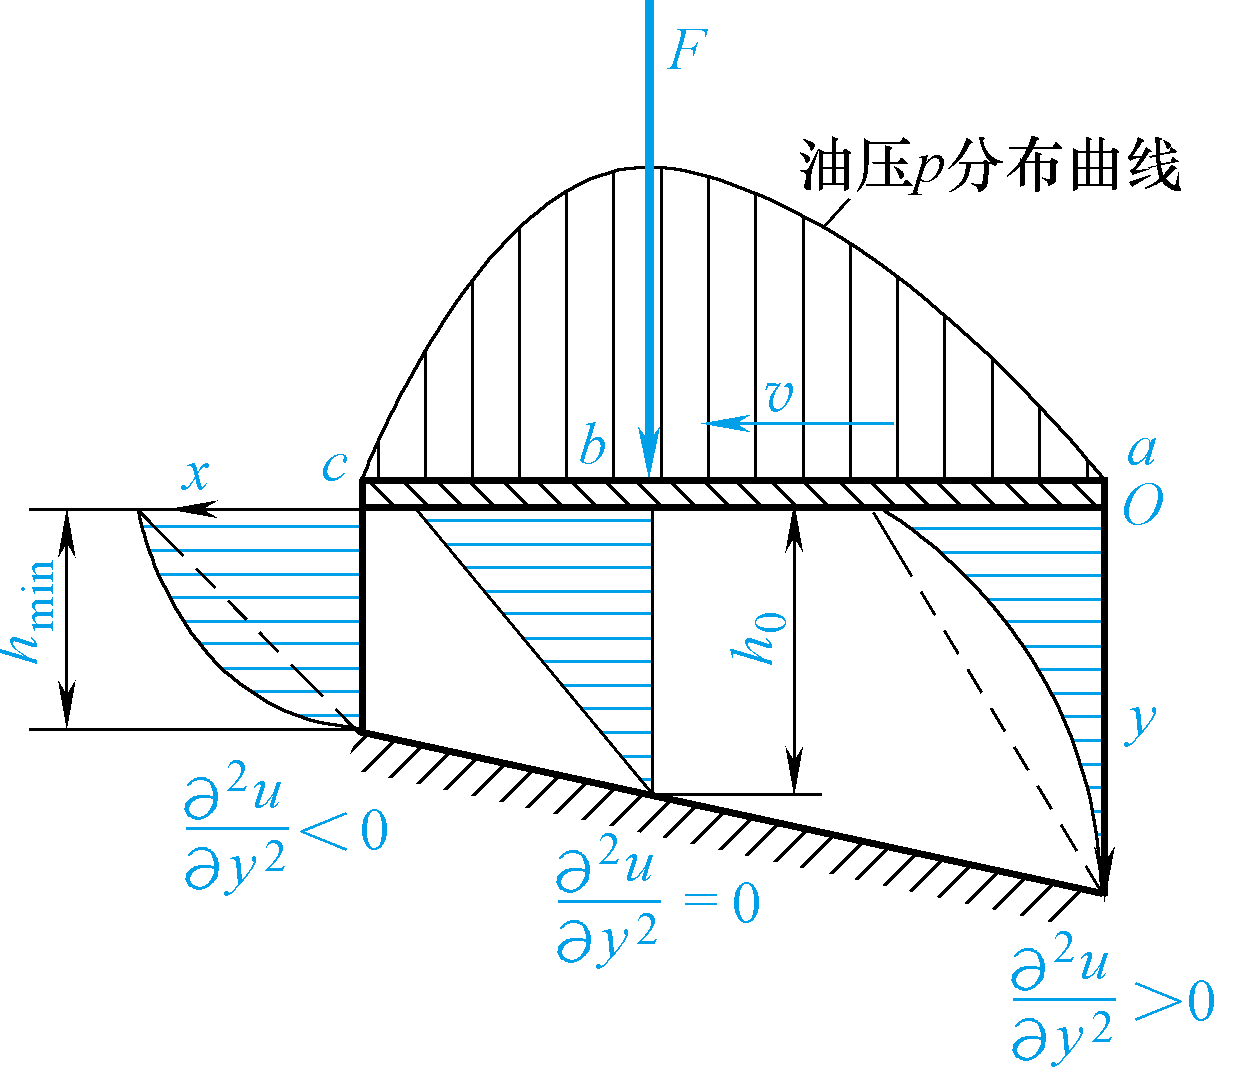 F
油压p分布曲线
v
b
c
a
x
O
h_min
h_0
y
∂²u/∂y² < 0
∂²u/∂y² = 0
∂²u/∂y² > 0